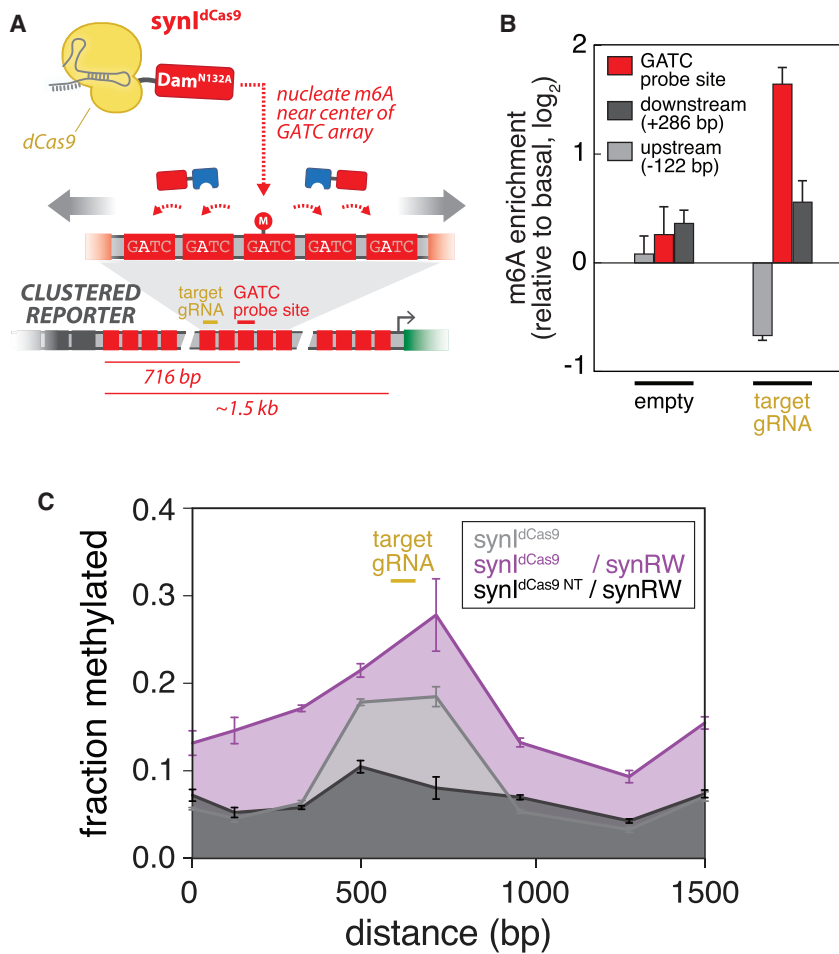 A
synI^dCas9
Dam^N132A
dCas9
nucleate m6A
near center of
GATC array
M
GATC GATC GATC GATC GATC
CLUSTERED
REPORTER
target
gRNA
GATC
probe site
716 bp
~1.5 kb
B
m6A enrichment
(relative to basal, log₂)
2
1
0
-1
GATC
probe site
downstream
(+286 bp)
upstream
(-122 bp)
empty
target
gRNA
C
fraction methylated
0.4
0.3
0.2
0.1
0.0
target
gRNA
synI^dCas9
synI^dCas9 / synRW
synI^dCas9 NT / synRW
0 500 1000 1500
distance (bp)